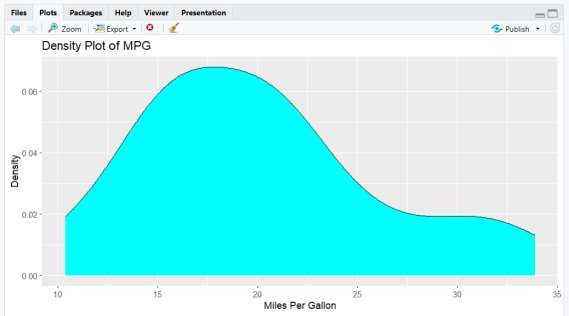 Files Plots Packages Help Viewer Presentation
Zoom Export Publish
Density Plot of MPG
Density
0.06
0.04
0.02
0.00
10 15 20 25 30 35
Miles Per Gallon